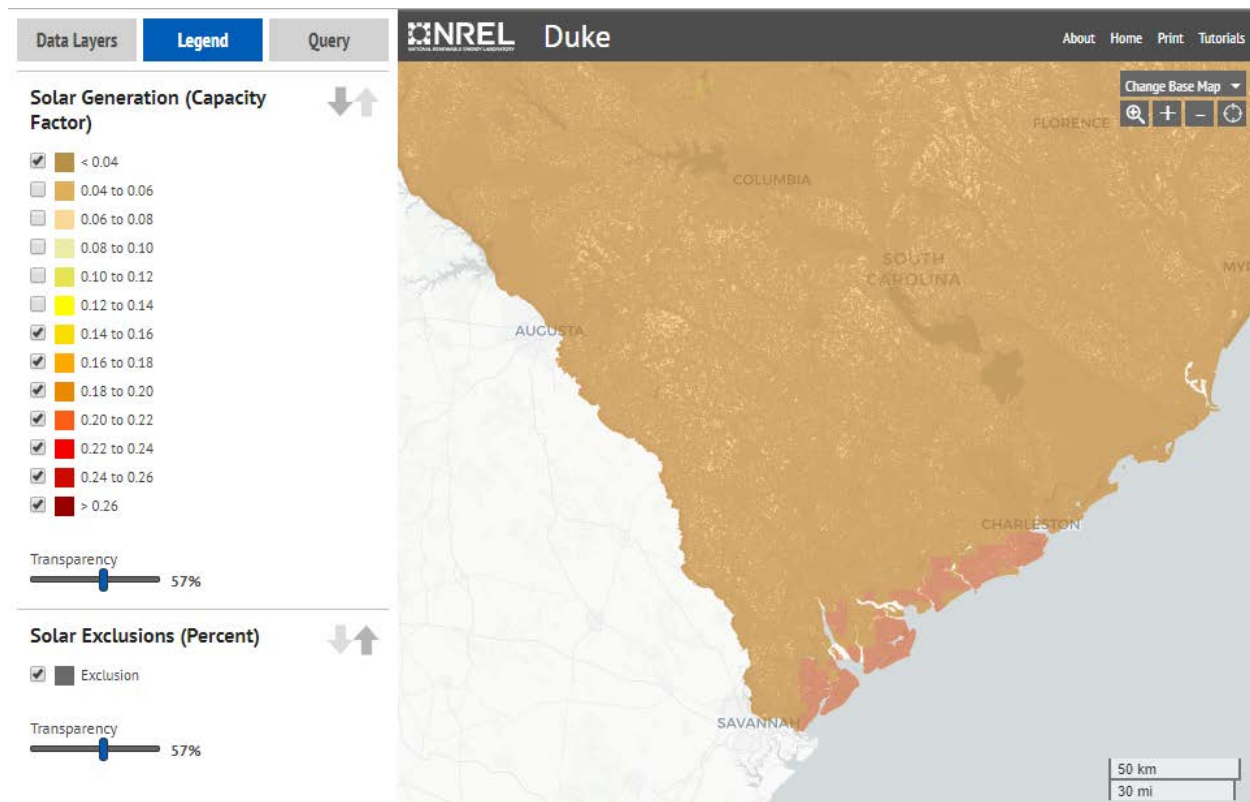 Data Layers
Legend
Query
NREL
NATIONAL RENEWABLE ENERGY LABORATORY
Duke
About Home Print Tutorials
Solar Generation (Capacity
Factor)
< 0.04
0.04 to 0.06
0.06 to 0.08
0.08 to 0.10
0.10 to 0.12
0.12 to 0.14
0.14 to 0.16
0.16 to 0.18
0.18 to 0.20
0.20 to 0.22
0.22 to 0.24
0.24 to 0.26
> 0.26
Transparency
57%
Solar Exclusions (Percent)
Exclusion
Transparency
57%
Change Base Map
FLORENCE
COLUMBIA
SOUTH
CAROLINA
AUGUSTA
CHARLESTON
SAVANNAH
50 km
30 mi